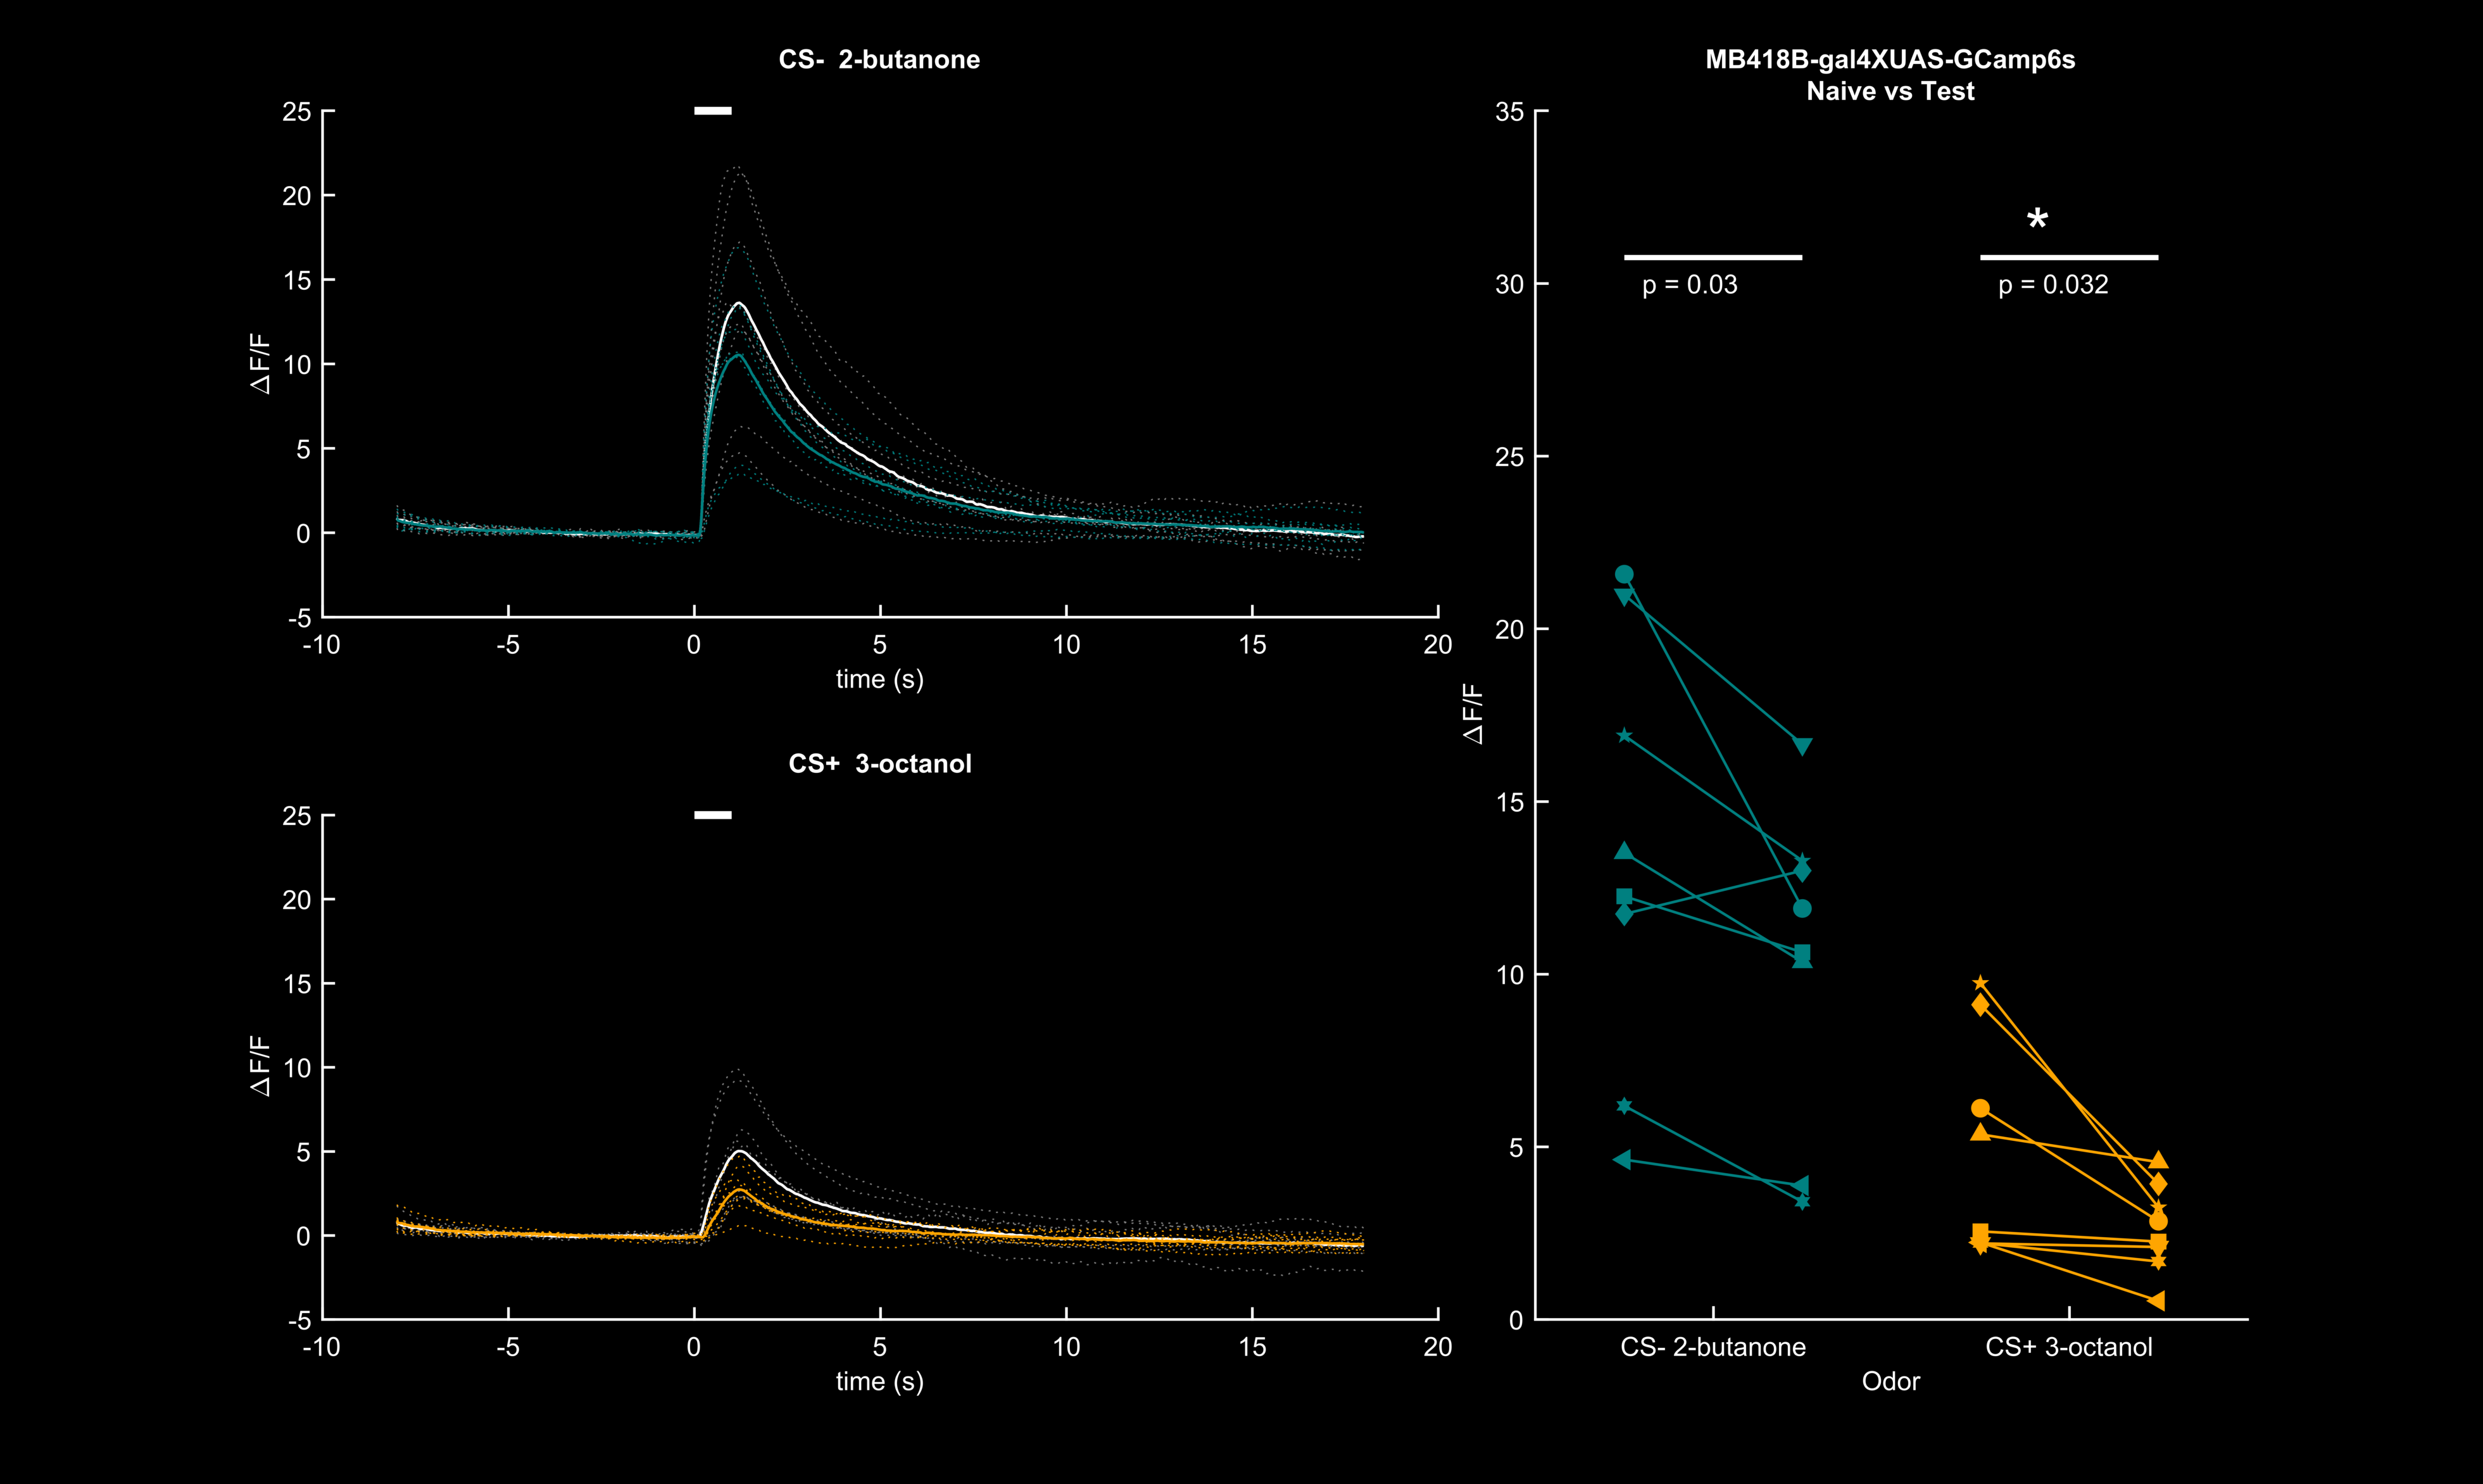 CS-  2-butanone
25
20
15
10
5
0
-5
ΔF/F
-10 -5 0 5 10 15 20
time (s)
CS+  3-octanol
25
20
15
10
5
0
-5
ΔF/F
-10 -5 0 5 10 15 20
time (s)
MB418B-gal4XUAS-GCamp6s
Naive vs Test
35
30
25
20
15
10
5
0
ΔF/F
*
p = 0.03 p = 0.032
CS- 2-butanone CS+ 3-octanol
Odor